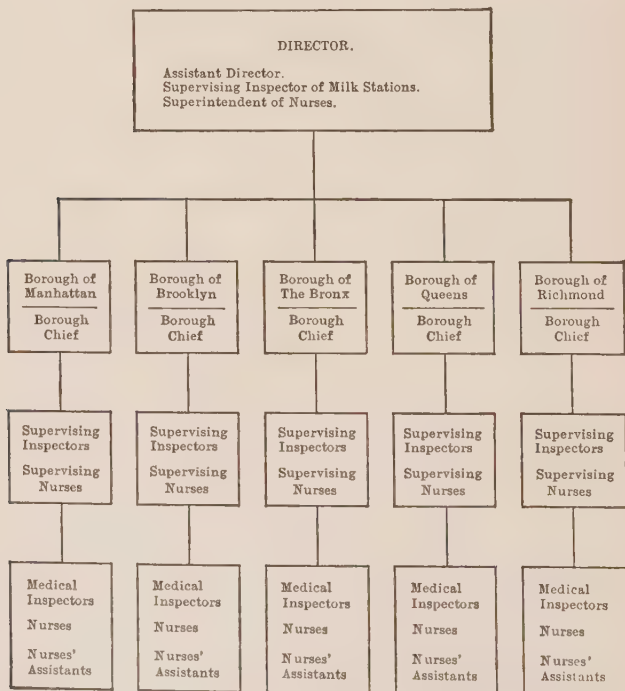 DIRECTOR.
Assistant Director.
Supervising Inspector of Milk Stations.
Superintendent of Nurses.
Borough of
Manhattan
Borough
Chief
Borough of
Brooklyn
Borough
Chief
Borough of
The Bronx
Borough
Chief
Borough of
Queens
Borough
Chief
Borough of
Richmond
Borough
Chief
Supervising
Inspectors
Supervising
Nurses
Supervising
Inspectors
Supervising
Nurses
Supervising
Inspectors
Supervising
Nurses
Supervising
Inspectors
Supervising
Nurses
Supervising
Inspectors
Supervising
Nurses
Medical
Inspectors
Nurses
Nurses'
Assistants
Medical
Inspectors
Nurses
Nurses'
Assistants
Medical
Inspectors
Nurses
Nurses'
Assistants
Medical
Inspectors
Nurses
Nurses'
Assistants
Medical
Inspectors
Nurses
Nurses'
Assistants